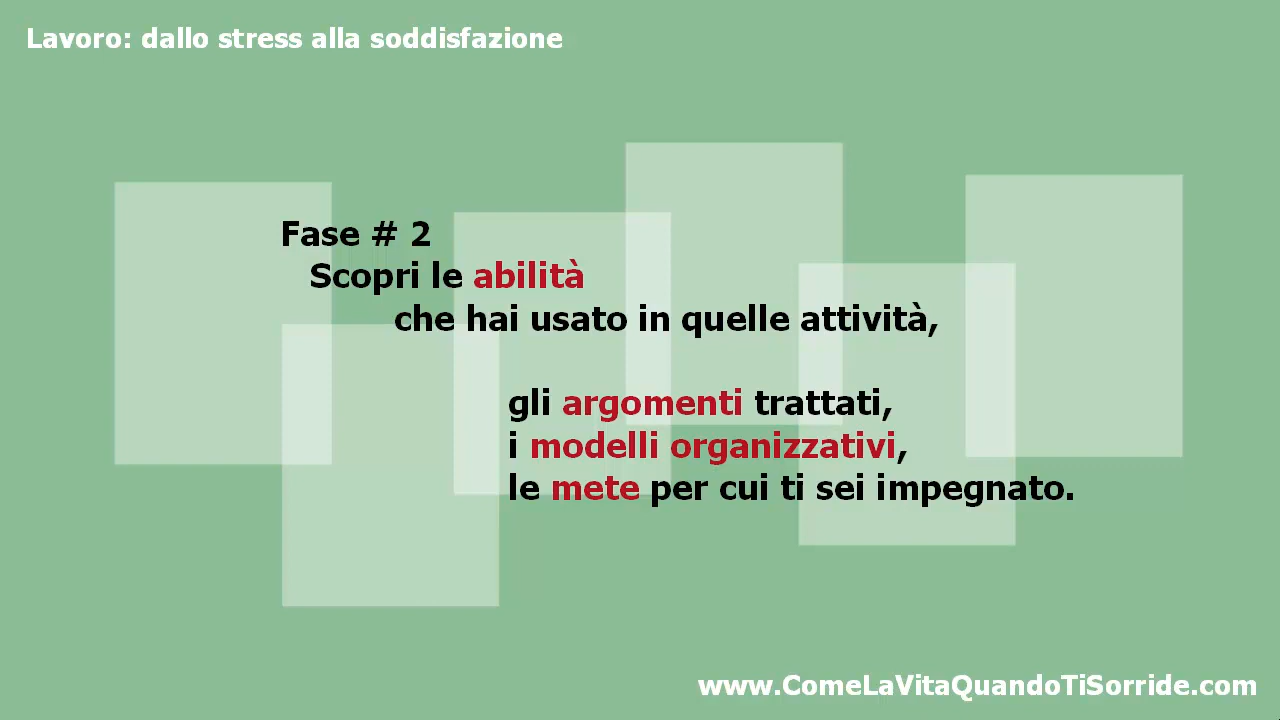 Lavoro: dallo stress alla soddisfazione
Fase # 2
Scopri le abilità
che hai usato in quelle attività,
gli argomenti trattati,
i modelli organizzativi,
le mete per cui ti sei impegnato.
www.ComeLaVitaQuandoTiSorride.com